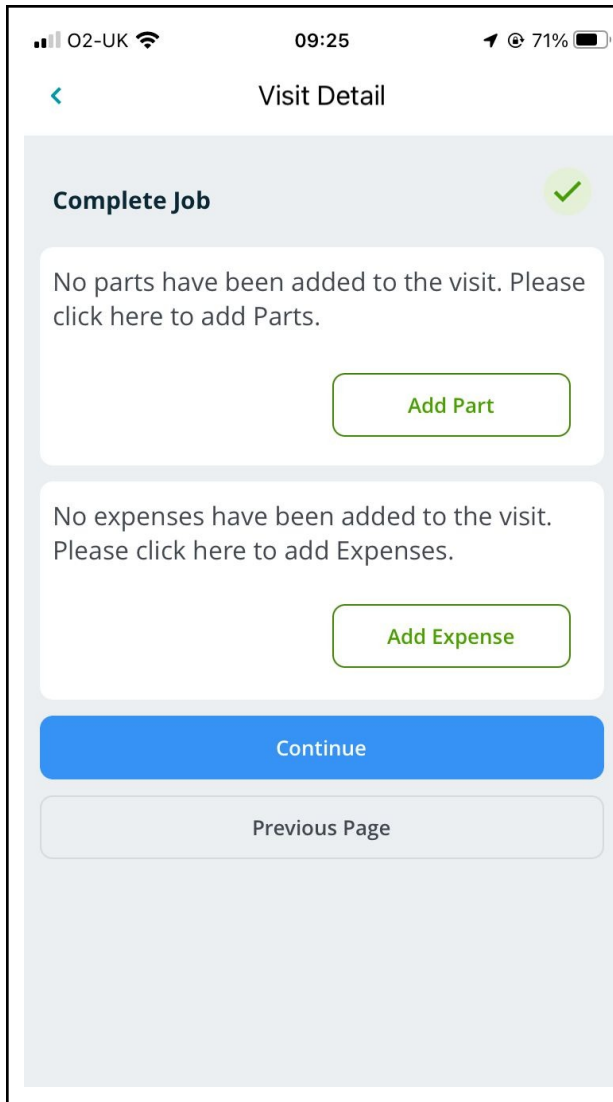 O2-UK 09:25 71%
Visit Detail
Complete Job
No parts have been added to the visit. Please
click here to add Parts.
Add Part
No expenses have been added to the visit.
Please click here to add Expenses.
Add Expense
Continue
Previous Page